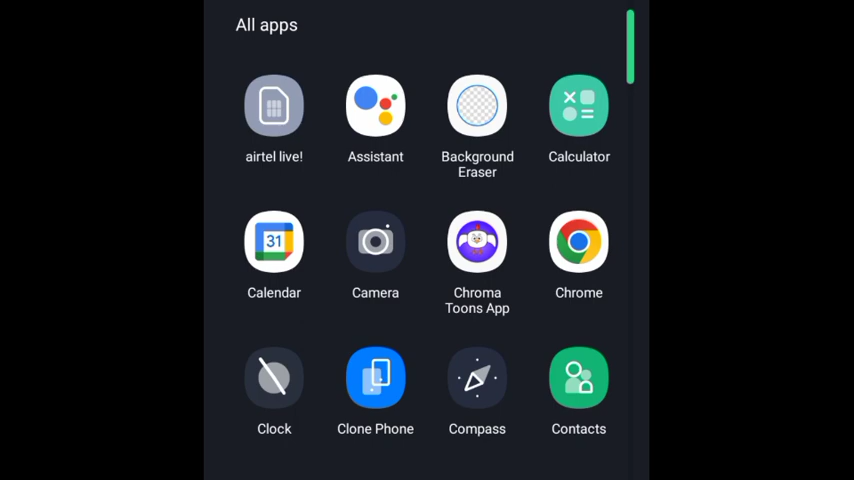 All apps
airtel live!
Assistant
Background
Eraser
Calculator
31
Calendar
Camera
Chroma
Toons App
Chrome
Clock
Clone Phone
Compass
Contacts